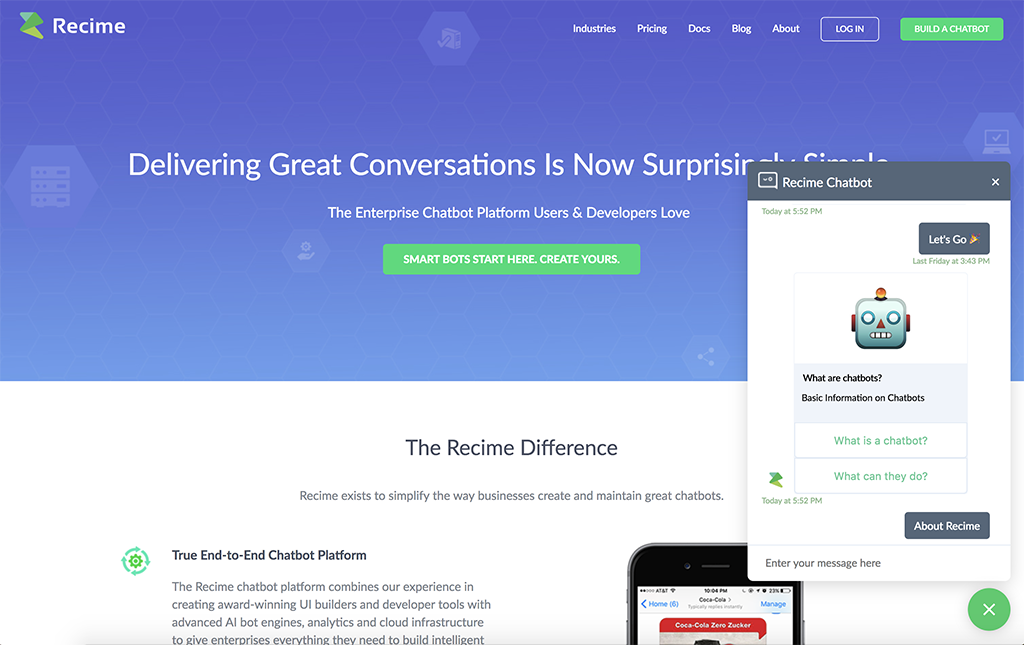 Recime
Industries
Pricing
Docs
Blog
About
LOG IN
BUILD A CHATBOT
Delivering Great Conversations Is Now Surprisingly Simple
The Enterprise Chatbot Platform Users & Developers Love
SMART BOTS START HERE. CREATE YOURS.
The Recime Difference
Recime exists to simplify the way businesses create and maintain great chatbots.
True End-to-End Chatbot Platform
The Recime chatbot platform combines our experience in
creating award-winning UI builders and developer tools with
advanced AI bot engines, analytics and cloud infrastructure
to give enterprises everything they need to build intelligent
AT&T
10:04 PM
23%
Home (6)
Coca-Cola >
Typically replies instantly
Manage
Coca-Cola Zero Zucker
Recime Chatbot
Today at 5:52 PM
Let's Go
Last Friday at 3:43 PM
What are chatbots?
Basic Information on Chatbots
What is a chatbot?
What can they do?
Today at 5:52 PM
About Recime
Enter your message here